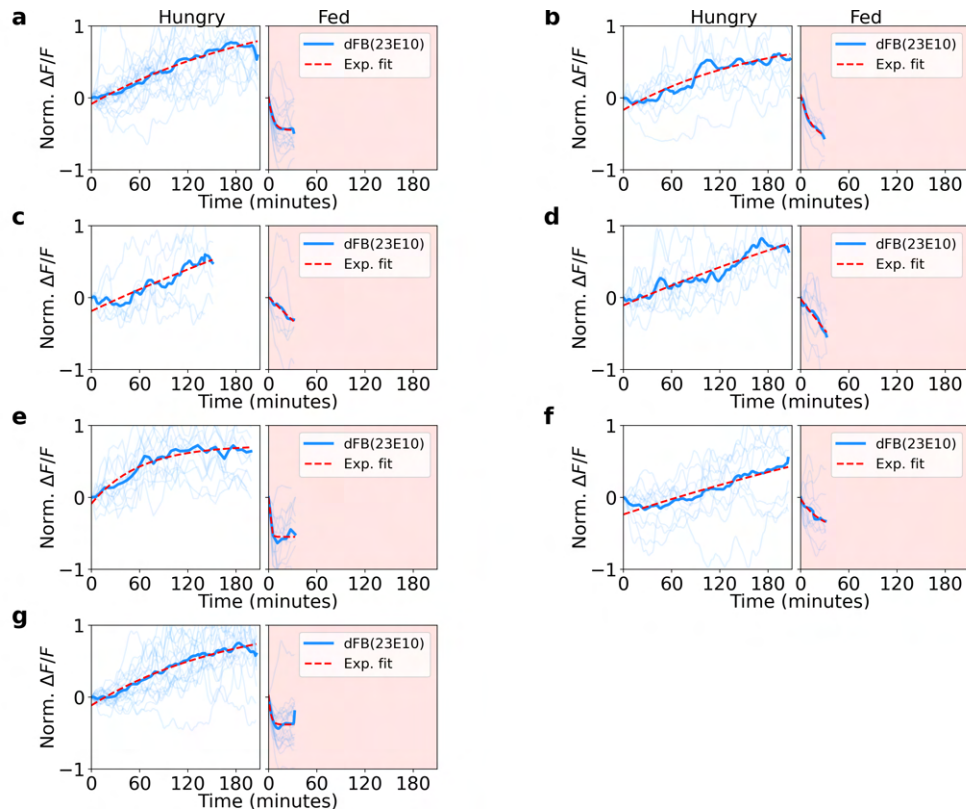 a Hungry Fed b Hungry Fed
1 dFB(23E10) 1 dFB(23E10)
Norm. ΔF/F 0 Exp. fit Norm. ΔF/F 0 Exp. fit
−1 −1
0 60 120 180 0 60 120 180 0 60 120 180 0 60 120 180
Time (minutes) Time (minutes)
c d
1 dFB(23E10) 1 dFB(23E10)
Norm. ΔF/F 0 Exp. fit Norm. ΔF/F 0 Exp. fit
−1 −1
0 60 120 180 0 60 120 180 0 60 120 180 0 60 120 180
Time (minutes) Time (minutes)
e f
1 dFB(23E10) 1 dFB(23E10)
Norm. ΔF/F 0 Exp. fit Norm. ΔF/F 0 Exp. fit
−1 −1
0 60 120 180 0 60 120 180 0 60 120 180 0 60 120 180
Time (minutes) Time (minutes)
g
1 dFB(23E10)
Norm. ΔF/F 0 Exp. fit
−1
0 60 120 180 0 60 120 180
Time (minutes)